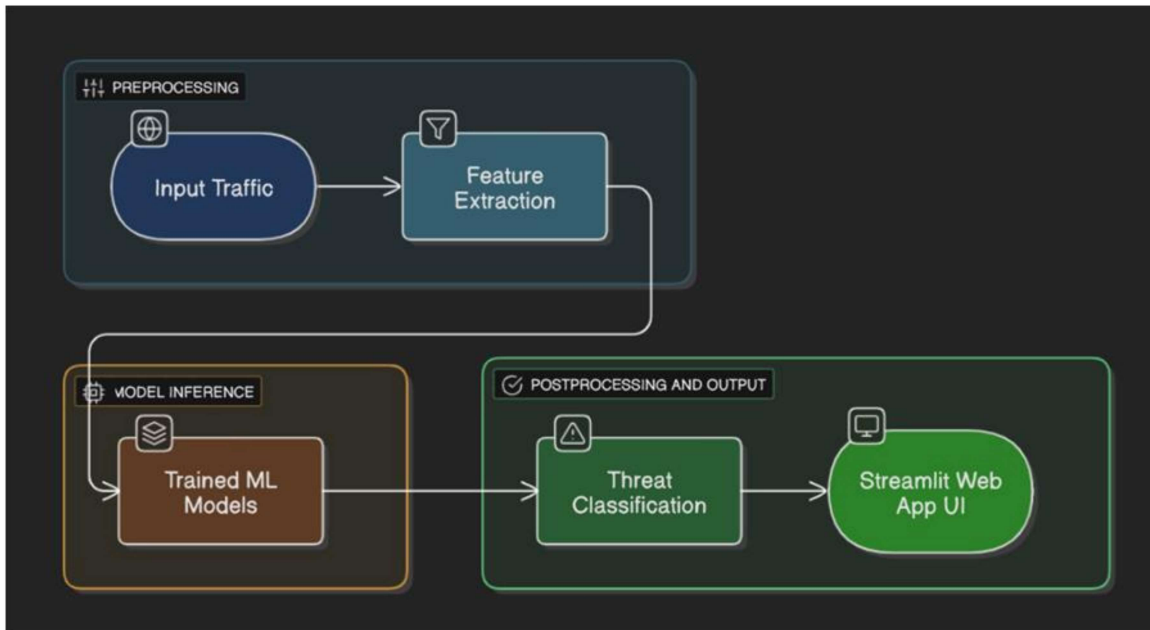 PREPROCESSING
Input Traffic
Feature
Extraction
MODEL INFERENCE
Trained ML
Models
POSTPROCESSING AND OUTPUT
Threat
Classification
Streamlit Web
App UI